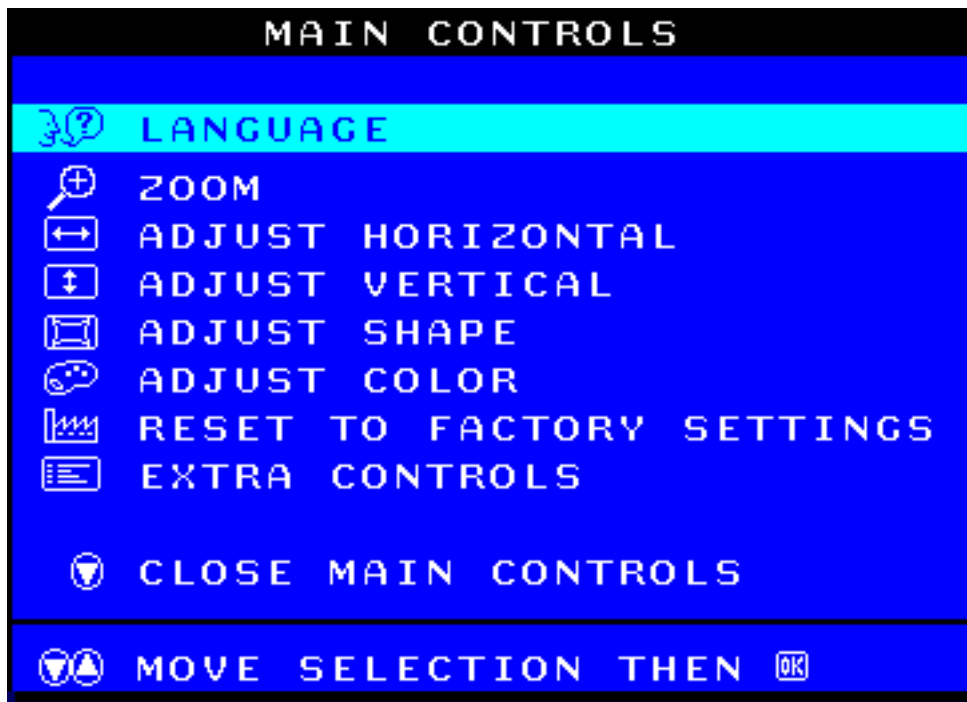 MAIN CONTROLS
LANGUAGE
ZOOM
ADJUST HORIZONTAL
ADJUST VERTICAL
ADJUST SHAPE
ADJUST COLOR
RESET TO FACTORY SETTINGS
EXTRA CONTROLS
CLOSE MAIN CONTROLS
MOVE SELECTION THEN OK